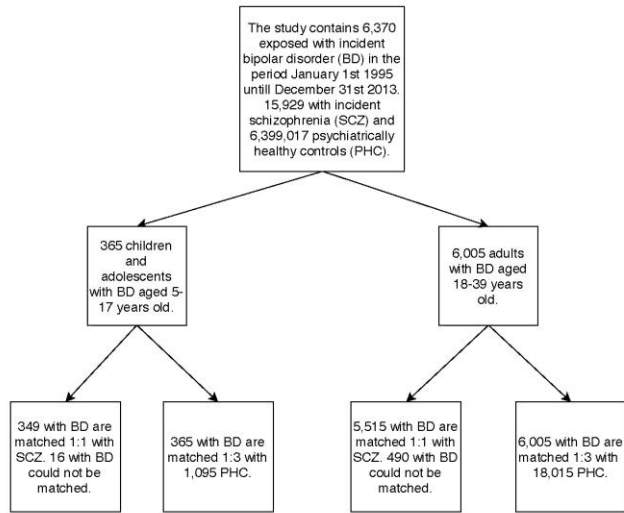 The study contains 6,370
exposed with incident
bipolar disorder (BD) in the
period January 1st 1995
untill December 31st 2013.
15,929 with incident
schizophrenia (SCZ) and
6,399,017 psychiatrically
healthy controls (PHC).
365 children
and
adolescents
with BD aged 5-
17 years old.
6,005 adults
with BD aged
18-39 years
old.
349 with BD are
matched 1:1 with
SCZ. 16 with BD
could not be
matched.
365 with BD are
matched 1:3 with
1,095 PHC.
5,515 with BD are
matched 1:1 with
SCZ. 490 with BD
could not be
matched.
6,005 with BD are
matched 1:3 with
18,015 PHC.